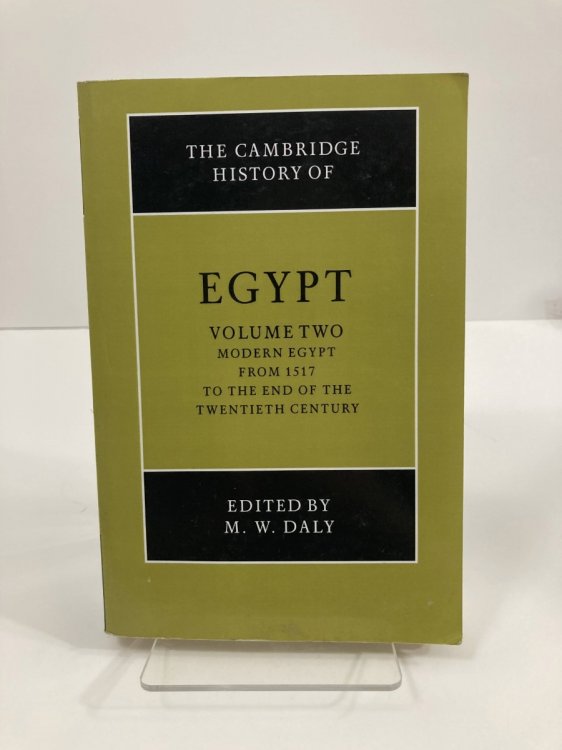 THE CAMBRIDGE
HISTORY OF
EGYPT
VOLUME TWO
MODERN EGYPT
FROM 1517
TO THE END OF THE
TWENTIETH CENTURY
EDITED BY
M. W. DALY